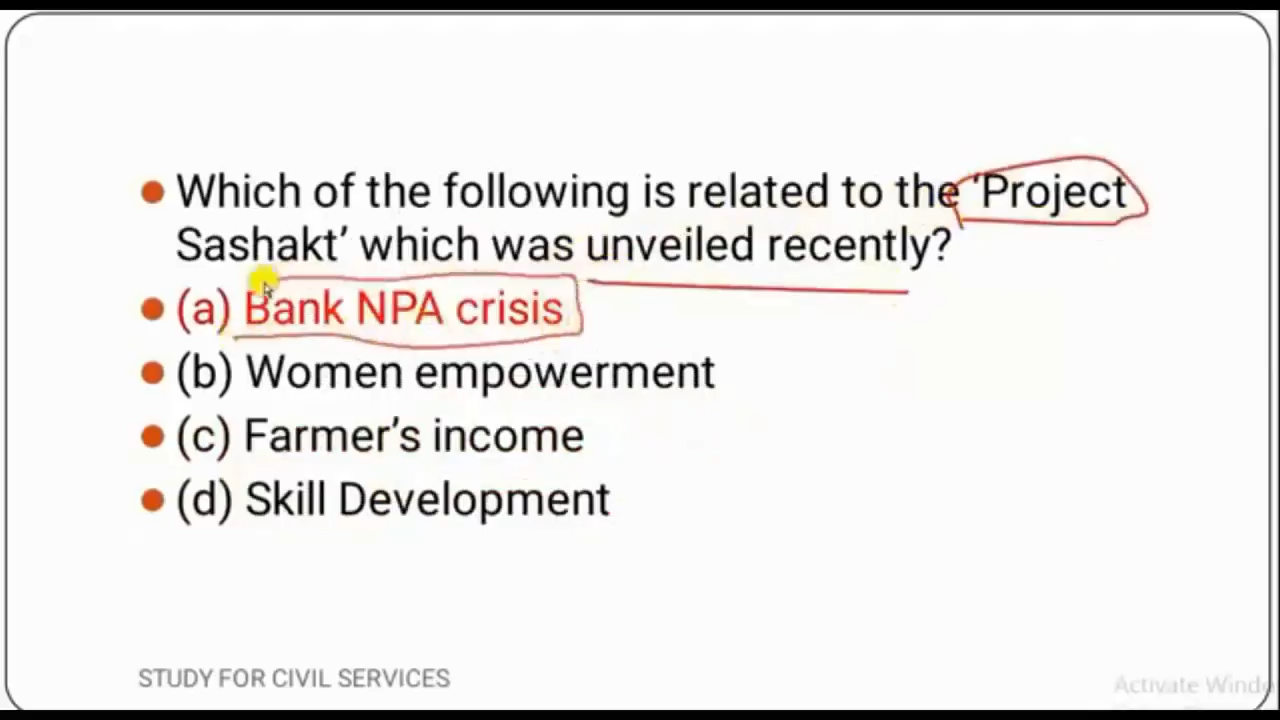 Which of the following is related to the ‘Project
Sashakt’ which was unveiled recently?
(a) Bank NPA crisis
(b) Women empowerment
(c) Farmer’s income
(d) Skill Development
STUDY FOR CIVIL SERVICES
Activate Windo